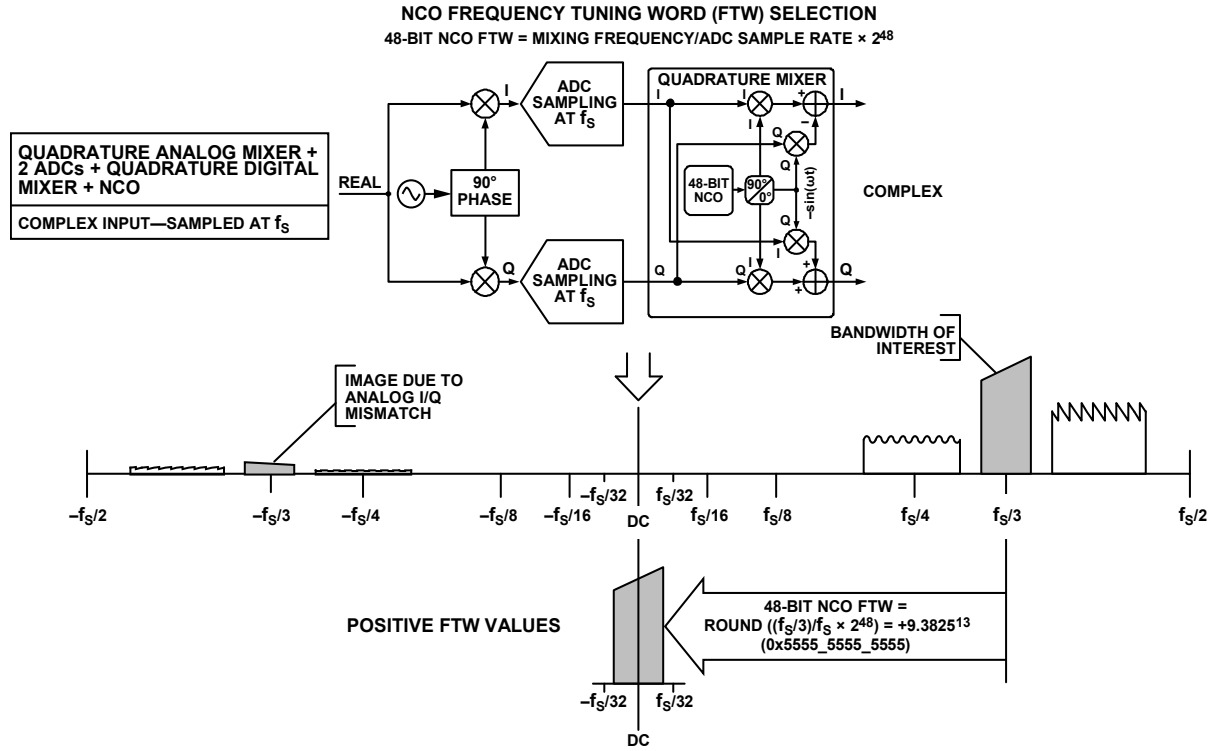 NCO FREQUENCY TUNING WORD (FTW) SELECTION
48-BIT NCO FTW = MIXING FREQUENCY/ADC SAMPLE RATE × 2⁴⁸
QUADRATURE ANALOG MIXER +
2 ADCs + QUADRATURE DIGITAL
MIXER + NCO
COMPLEX INPUT—SAMPLED AT fS
REAL
90°
PHASE
I
ADC
SAMPLING
AT fS
Q
ADC
SAMPLING
AT fS
QUADRATURE MIXER
I
I
+
I
−
Q
I
Q
48-BIT
NCO
90°
0°
–sin(ωt)
Q
Q
I
I
+
Q
Q
+
Q
COMPLEX
BANDWIDTH OF
INTEREST
IMAGE DUE TO
ANALOG I/Q
MISMATCH
–fS/2
–fS/3
–fS/4
–fS/8
–fS/16
–fS/32
DC
fS/32
fS/16
fS/8
fS/4
fS/3
fS/2
POSITIVE FTW VALUES
48-BIT NCO FTW =
ROUND ((fS/3)/fS × 2⁴⁸) = +9.3825¹³
(0x5555_5555_5555)
–fS/32
fS/32
DC